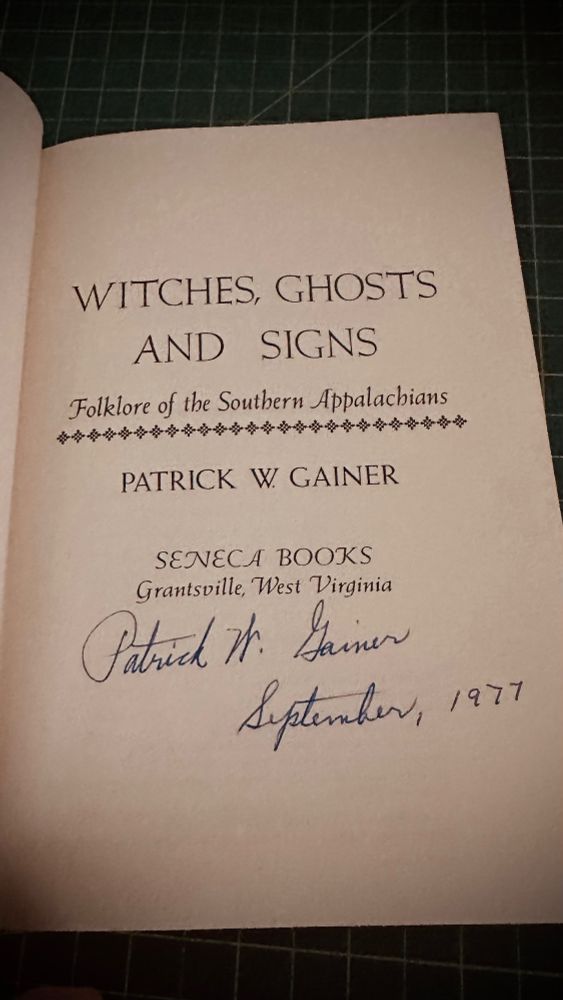 WITCHES, GHOSTS
AND SIGNS
Folklore of the Southern Appalachians
PATRICK W. GAINER
SENECA BOOKS
Grantsville, West Virginia
Patrick W. Gainer
September, 1977